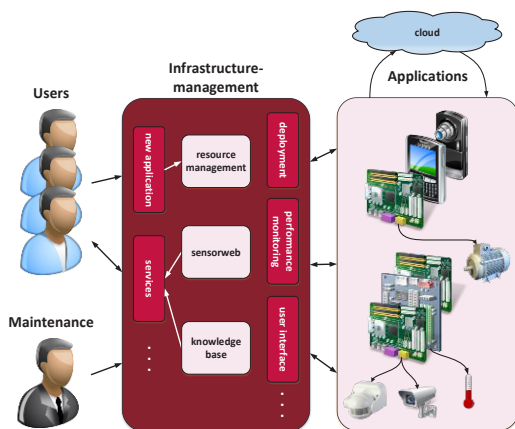 cloud
Infrastructure-
management
Applications
Users
new application
resource
management
deployment
services
sensorweb
performance
monitoring
Maintenance
knowledge
base
user interface
. . .
. . .